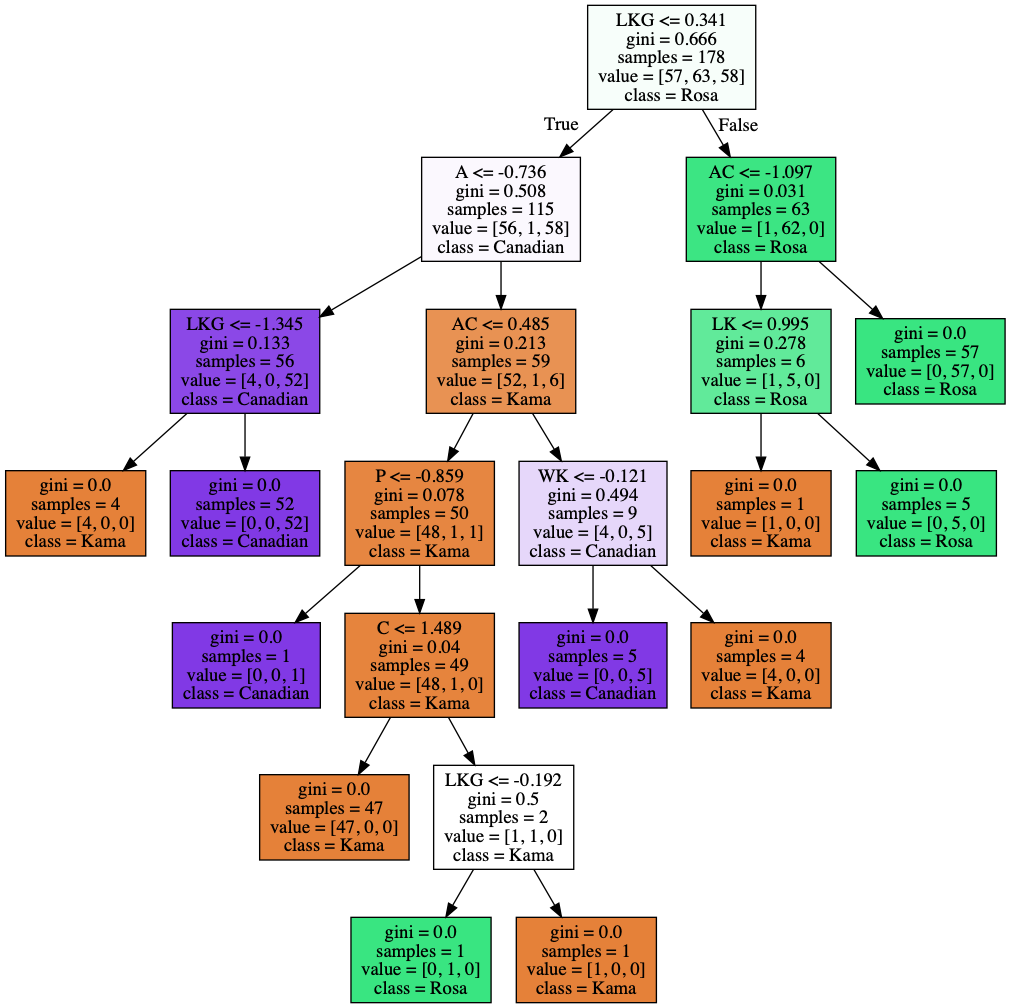 LKG <= 0.341
gini = 0.666
samples = 178
value = [57, 63, 58]
class = Rosa
True
False
A <= -0.736
gini = 0.508
samples = 115
value = [56, 1, 58]
class = Canadian
AC <= -1.097
gini = 0.031
samples = 63
value = [1, 62, 0]
class = Rosa
LKG <= -1.345
gini = 0.133
samples = 56
value = [4, 0, 52]
class = Canadian
AC <= 0.485
gini = 0.213
samples = 59
value = [52, 1, 6]
class = Kama
LK <= 0.995
gini = 0.278
samples = 6
value = [1, 5, 0]
class = Rosa
gini = 0.0
samples = 57
value = [0, 57, 0]
class = Rosa
gini = 0.0
samples = 4
value = [4, 0, 0]
class = Kama
gini = 0.0
samples = 52
value = [0, 0, 52]
class = Canadian
P <= -0.859
gini = 0.078
samples = 50
value = [48, 1, 1]
class = Kama
WK <= -0.121
gini = 0.494
samples = 9
value = [4, 0, 5]
class = Canadian
gini = 0.0
samples = 1
value = [1, 0, 0]
class = Kama
gini = 0.0
samples = 5
value = [0, 5, 0]
class = Rosa
gini = 0.0
samples = 1
value = [0, 0, 1]
class = Canadian
C <= 1.489
gini = 0.04
samples = 49
value = [48, 1, 0]
class = Kama
gini = 0.0
samples = 5
value = [0, 0, 5]
class = Canadian
gini = 0.0
samples = 4
value = [4, 0, 0]
class = Kama
gini = 0.0
samples = 47
value = [47, 0, 0]
class = Kama
LKG <= -0.192
gini = 0.5
samples = 2
value = [1, 1, 0]
class = Kama
gini = 0.0
samples = 1
value = [0, 1, 0]
class = Rosa
gini = 0.0
samples = 1
value = [1, 0, 0]
class = Kama